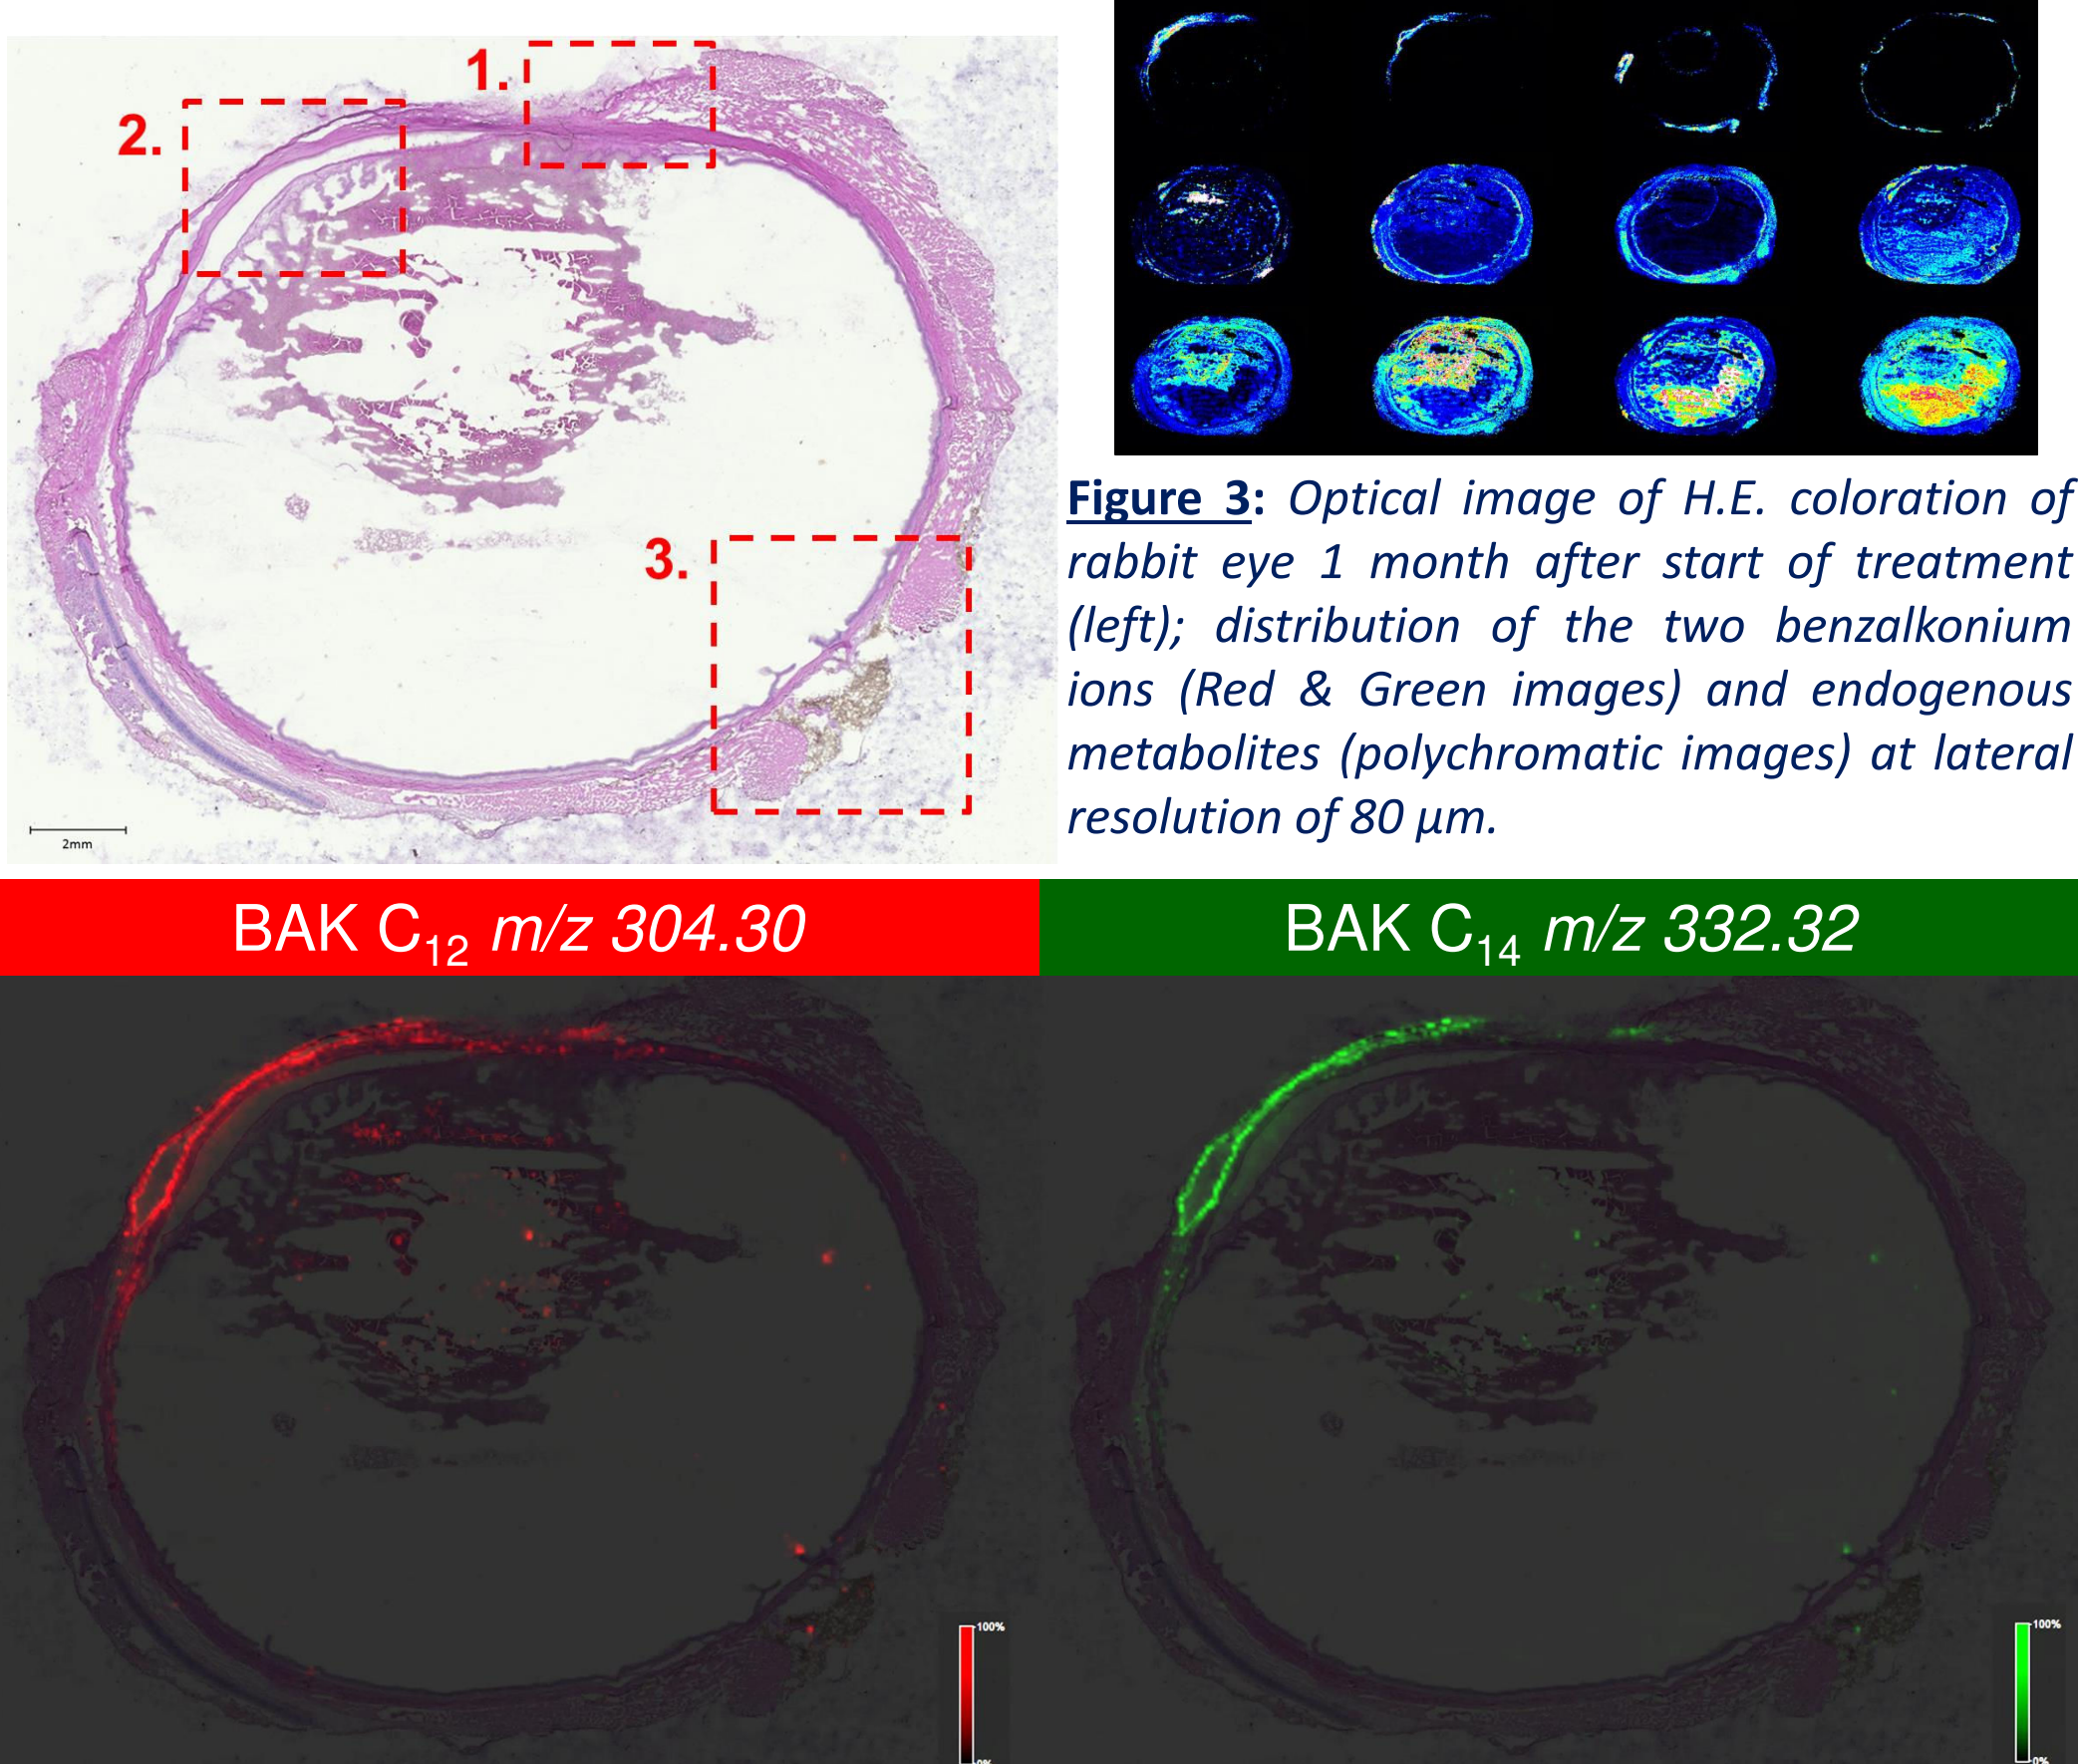 1.
2.
3.
2mm
Figure 3: Optical image of H.E. coloration of
rabbit eye 1 month after start of treatment
(left); distribution of the two benzalkonium
ions (Red & Green images) and endogenous
metabolites (polychromatic images) at lateral
resolution of 80 µm.
BAK C₁₂ m/z 304.30
BAK C₁₄ m/z 332.32
100%
0%
100%
0%